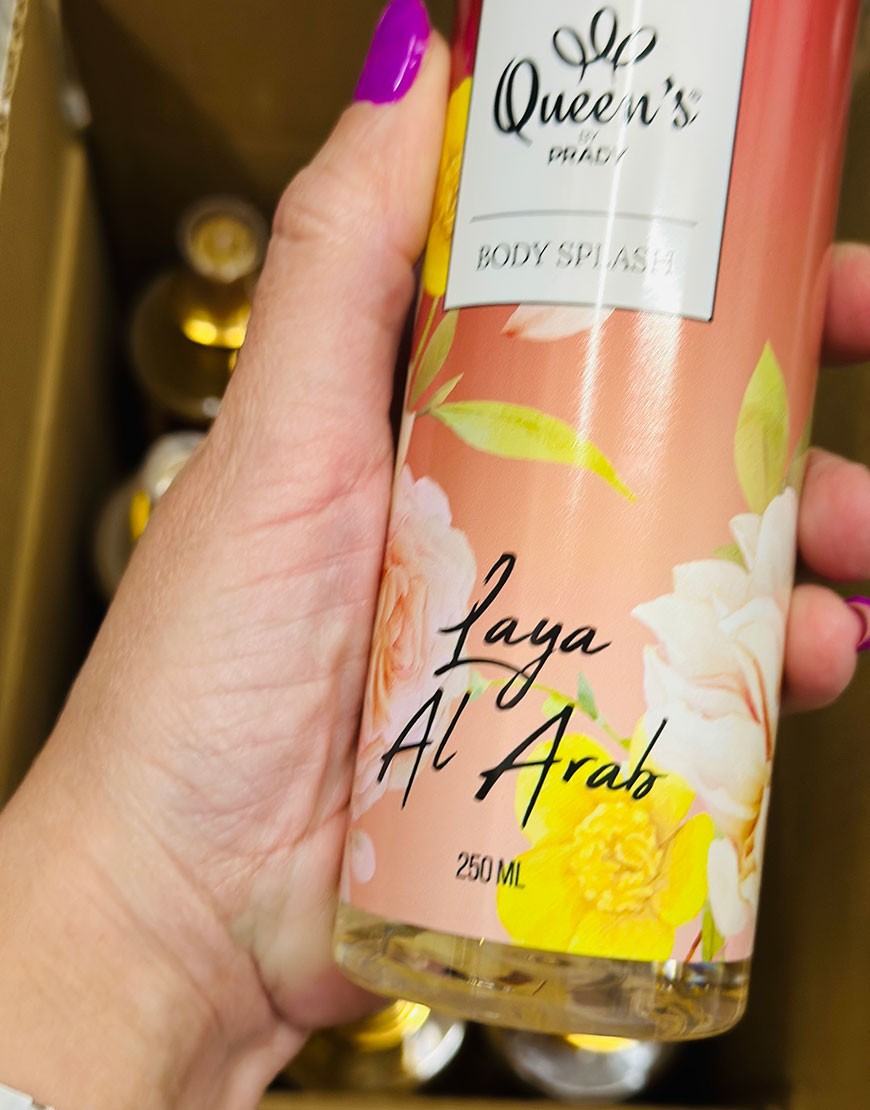 Queen's®
BY
PRADY
BODY SPLASH
Laya
Al Arab
250 ML